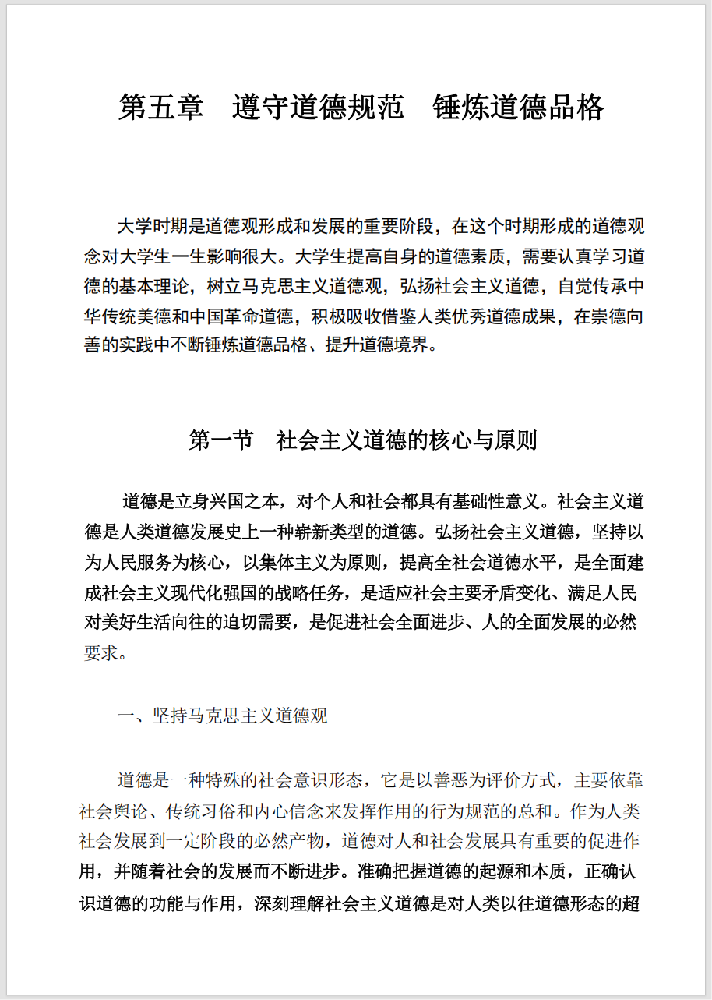 第五章　遵守道德规范　锤炼道德品格
大学时期是道德观形成和发展的重要阶段，在这个时期形成的道德观
念对大学生一生影响很大。大学生提高自身的道德素质，需要认真学习道
德的基本理论，树立马克思主义道德观，弘扬社会主义道德，自觉传承中
华传统美德和中国革命道德，积极吸收借鉴人类优秀道德成果，在崇德向
善的实践中不断锤炼道德品格、提升道德境界。
第一节　社会主义道德的核心与原则
道德是立身兴国之本，对个人和社会都具有基础性意义。社会主义道
德是人类道德发展史上一种崭新类型的道德。弘扬社会主义道德，坚持以
为人民服务为核心，以集体主义为原则，提高全社会道德水平，是全面建
成社会主义现代化强国的战略任务，是适应社会主要矛盾变化、满足人民
对美好生活向往的迫切需要，是促进社会全面进步、人的全面发展的必然
要求。
一、坚持马克思主义道德观
道德是一种特殊的社会意识形态，它是以善恶为评价方式，主要依靠
社会舆论、传统习俗和内心信念来发挥作用的行为规范的总和。作为人类
社会发展到一定阶段的必然产物，道德对人和社会发展具有重要的促进作
用，并随着社会的发展而不断进步。准确把握道德的起源和本质，正确认
识道德的功能与作用，深刻理解社会主义道德是对人类以往道德形态的超